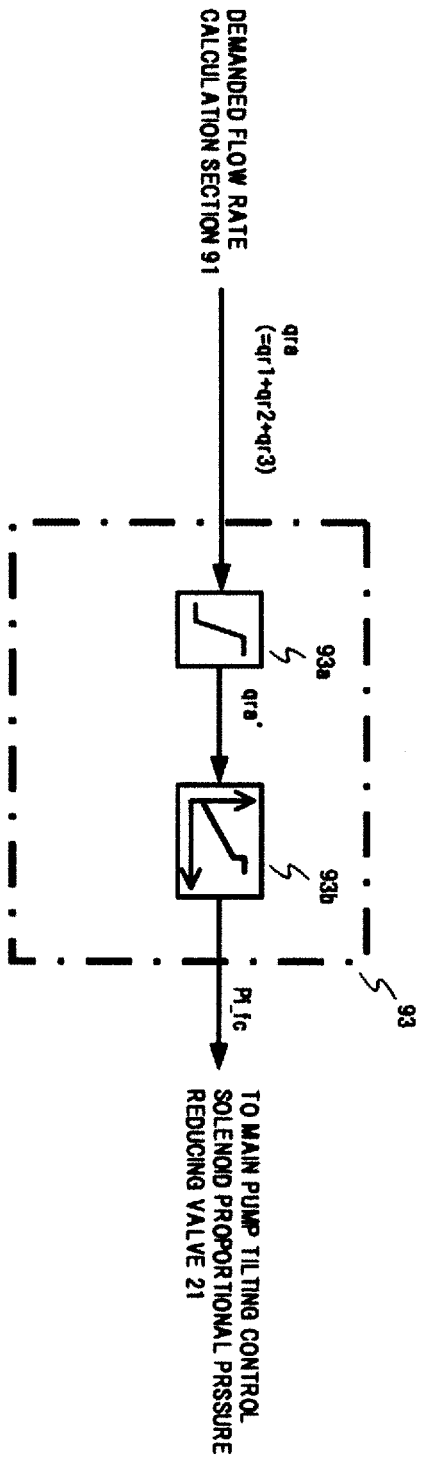 DEMANDED FLOW RATE
CALCULATION SECTION 91
qra
(=qr1+qr2+qr3)
93a
qra'
93b
93
Pi_fc
TO MAIN PUMP TILTING CONTROL
SOLENOID PROPORTIONAL PRSSURE
REDUCING VALVE 21